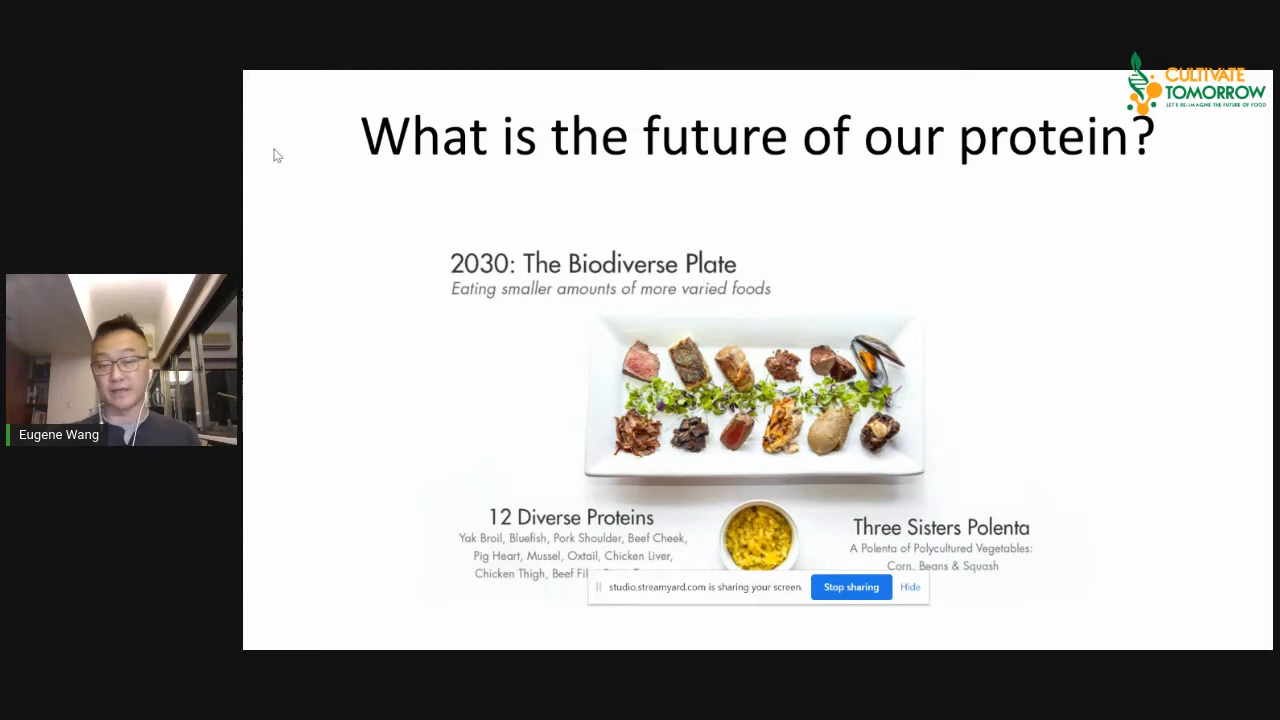 CULTIVATE
TOMORROW
LET'S RE-IMAGINE THE FUTURE OF FOOD
What is the future of our protein?
2030: The Biodiverse Plate
Eating smaller amounts of more varied foods
Eugene Wang
12 Diverse Proteins
Yak Broil, Bluefish, Pork Shoulder, Beef Cheek,
Pig Heart, Mussel, Oxtail, Chicken Liver,
Chicken Thigh, Beef
Three Sisters Polenta
A Polenta of Polycultured Vegetables:
Corn, Beans & Squash
studio.streamyard.com is sharing your screen.
Stop sharing
Hide